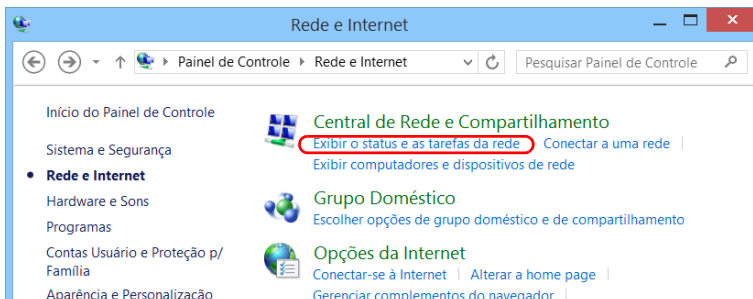 Rede e Internet
Painel de Controle Rede e Internet
Pesquisar Painel de Controle
Início do Painel de Controle
Sistema e Segurança
Rede e Internet
Hardware e Sons
Programas
Contas Usuário e Proteção p/
Família
Aparência e Personalização
Central de Rede e Compartilhamento
Exibir o status e as tarefas da rede Conectar a uma rede
Exibir computadores e dispositivos de rede
Grupo Doméstico
Escolher opções de grupo doméstico e de compartilhamento
Opções da Internet
Conectar-se à Internet Alterar a home page
Gerenciar complementos do navegador